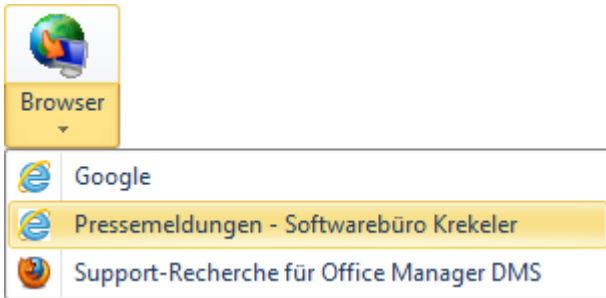 Browser
Google
Pressemeldungen - Softwarebüro Krekeler
Support-Recherche für Office Manager DMS